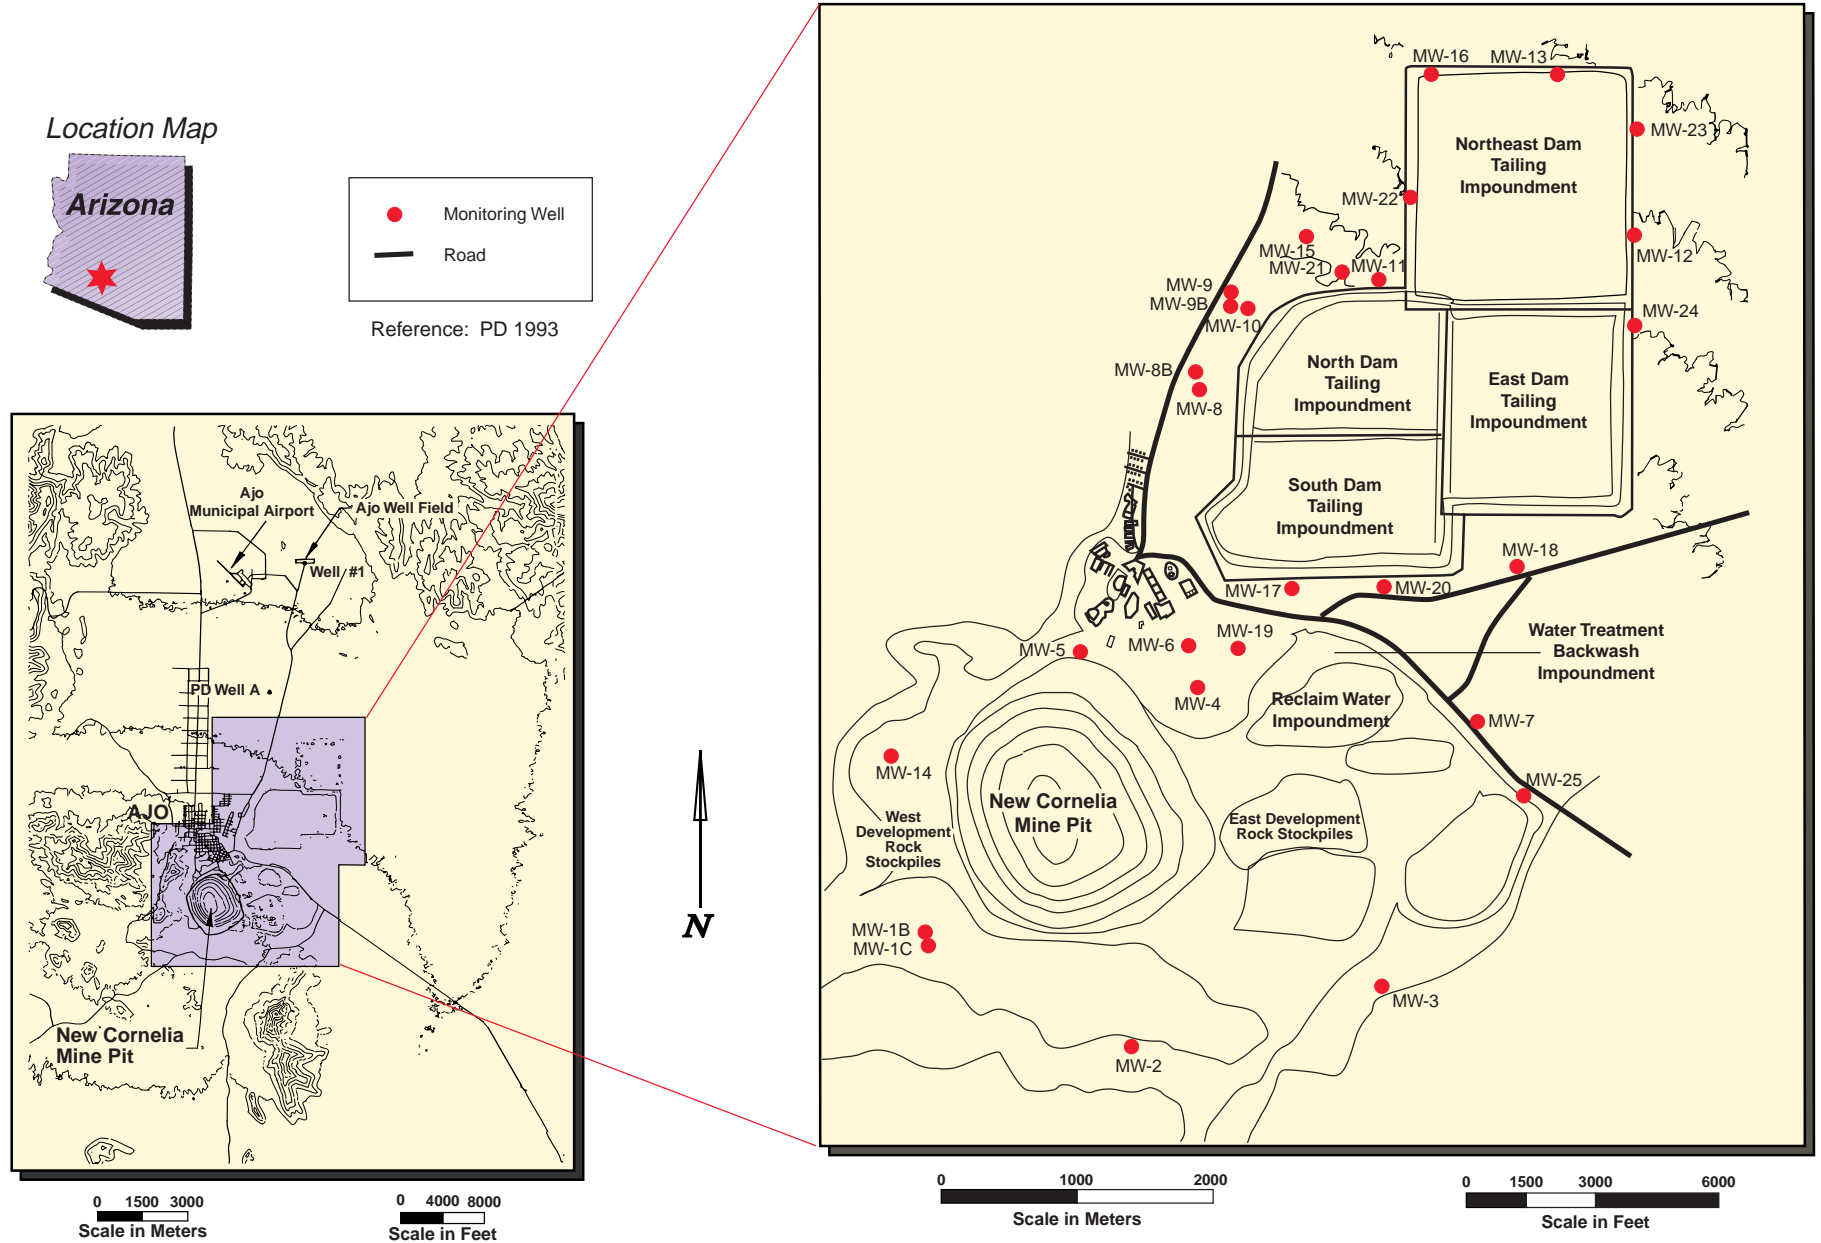 Location Map
Arizona
Monitoring Well
Road
Reference: PD 1993
Ajo
Municipal Airport
Ajo Well Field
Well #1
PD Well A
AJO
New Cornelia
Mine Pit
0 1500 3000
Scale in Meters
0 4000 8000
Scale in Feet
N
MW-16
MW-13
MW-23
Northeast Dam
Tailing
Impoundment
MW-22
MW-15
MW-12
MW-21
MW-11
MW-9
MW-9B
MW-10
MW-24
MW-8B
MW-8
North Dam
Tailing
Impoundment
East Dam
Tailing
Impoundment
South Dam
Tailing
Impoundment
MW-18
MW-17
MW-20
MW-19
MW-6
MW-5
Water Treatment
Backwash
Impoundment
MW-4
Reclaim Water
Impoundment
MW-7
MW-14
MW-25
New Cornelia
Mine Pit
West
Development
Rock
Stockpiles
East Development
Rock Stockpiles
MW-1B
MW-1C
MW-3
MW-2
0 1000 2000
Scale in Meters
0 1500 3000 6000
Scale in Feet